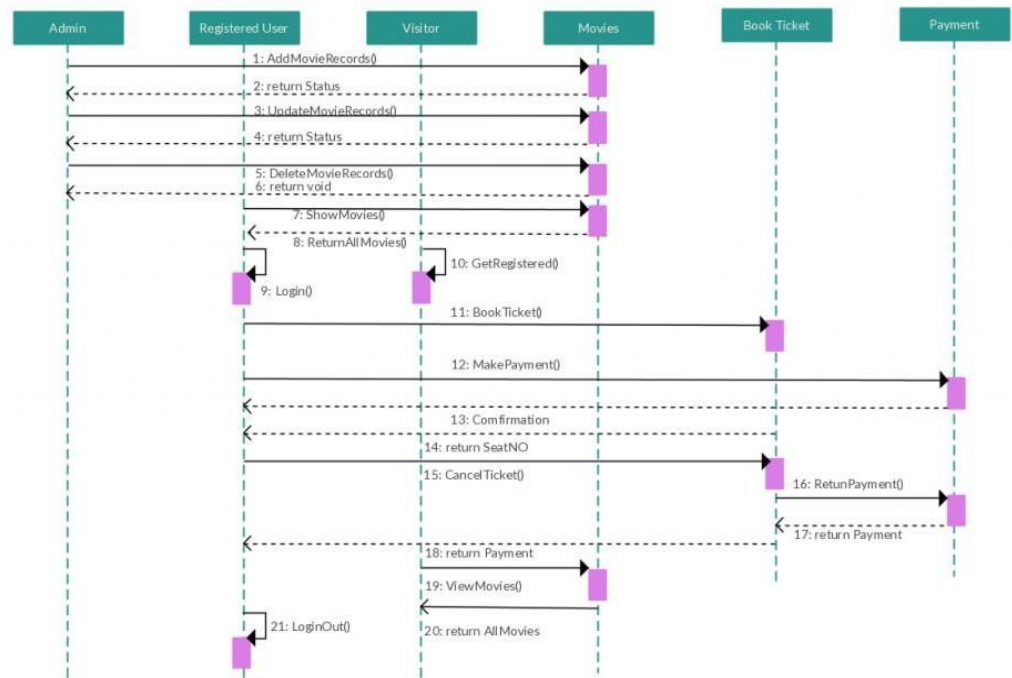 Admin
Registered User
Visitor
Movies
Book Ticket
Payment
1: AddMovieRecords()
2: return Status
3: UpdateMovieRecords()
4: return Status
5: DeleteMovieRecords()
6: return void
7: ShowMovies()
8: ReturnAllMovies()
9: Login()
10: GetRegistered()
11: BookTicket()
12: MakePayment()
13: Comfirmation
14: return SeatNO
15: CancelTicket()
16: RetunPayment()
17: return Payment
18: return Payment
19: ViewMovies()
20: return AllMovies
21: LoginOut()